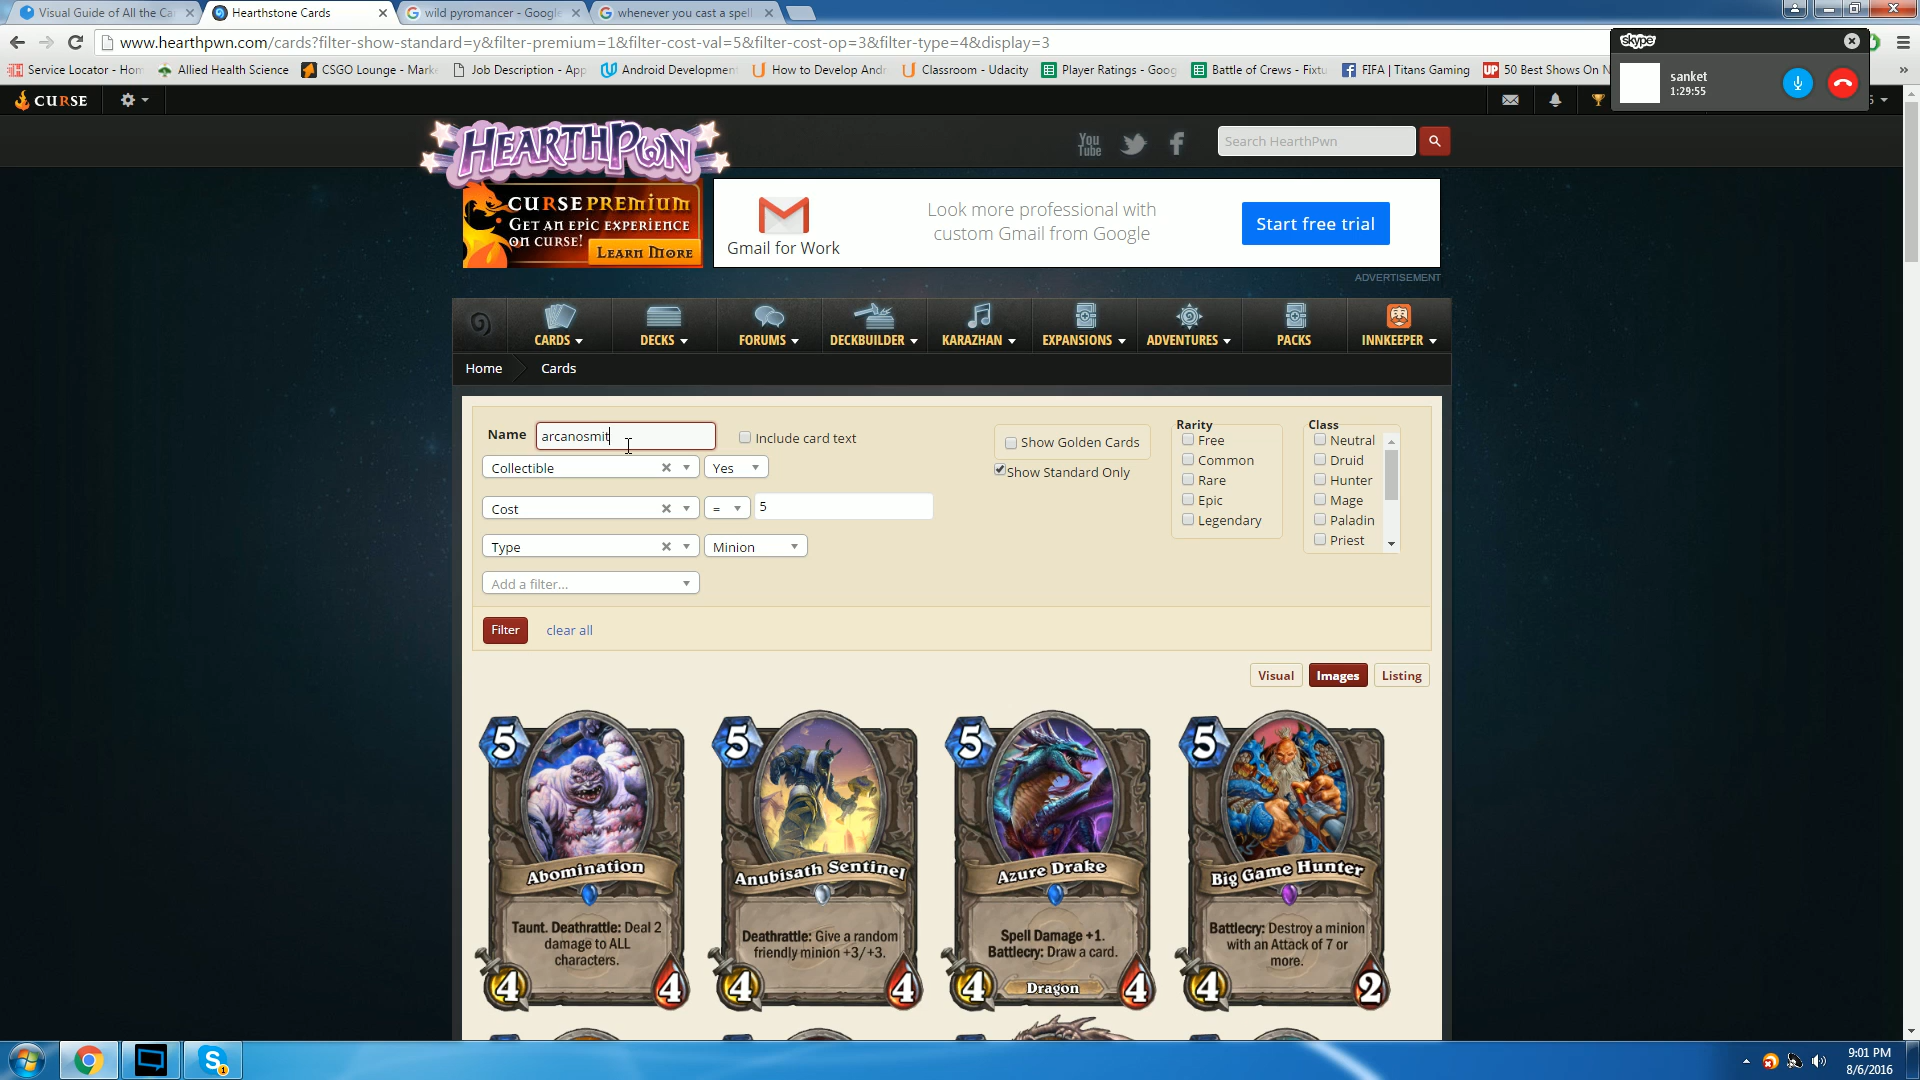 Visual Guide of All the Ca
Hearthstone Cards
wild pyromancer - Google
whenever you cast a spell
www.hearthpwn.com/cards?filter-show-standard=y&filter-premium=1&filter-cost-val=5&filter-cost-op=3&filter-type=4&display=3
Service Locator - Hom
Allied Health Science
CSGO Lounge - Mark
Job Description - App
Android Development
How to Develop Andr
Classroom - Udacity
Player Ratings - Goog
Battle of Crews - Fixtu
FIFA | Titans Gaming
UP 50 Best Shows On N
skype
sanket
1:29:55
CURSE
HEARTHPWN
You Tube
Search HearthPwn
CURSE PREMIUM
GET AN EPIC EXPERIENCE
ON CURSE!
LEARN MORE
Gmail for Work
Look more professional with
custom Gmail from Google
Start free trial
ADVERTISEMENT
CARDS
DECKS
FORUMS
DECKBUILDER
KARAZHAN
EXPANSIONS
ADVENTURES
PACKS
INNKEEPER
Home
Cards
Name
arcanosmit
Include card text
Collectible
Yes
Cost
=
5
Type
Minion
Add a filter...
Show Golden Cards
Show Standard Only
Rarity
Free
Common
Rare
Epic
Legendary
Class
Neutral
Druid
Hunter
Mage
Paladin
Priest
Filter
clear all
Visual
Images
Listing
5
Abomination
Taunt. Deathrattle: Deal 2
damage to ALL
characters.
4
4
5
Anubisath Sentinel
Deathrattle: Give a random
friendly minion +3/+3.
4
4
5
Azure Drake
Spell Damage +1.
Battlecry: Draw a card.
4
Dragon
4
5
Big Game Hunter
Battlecry: Destroy a minion
with an Attack of 7 or
more.
4
2
9:01 PM
8/6/2016